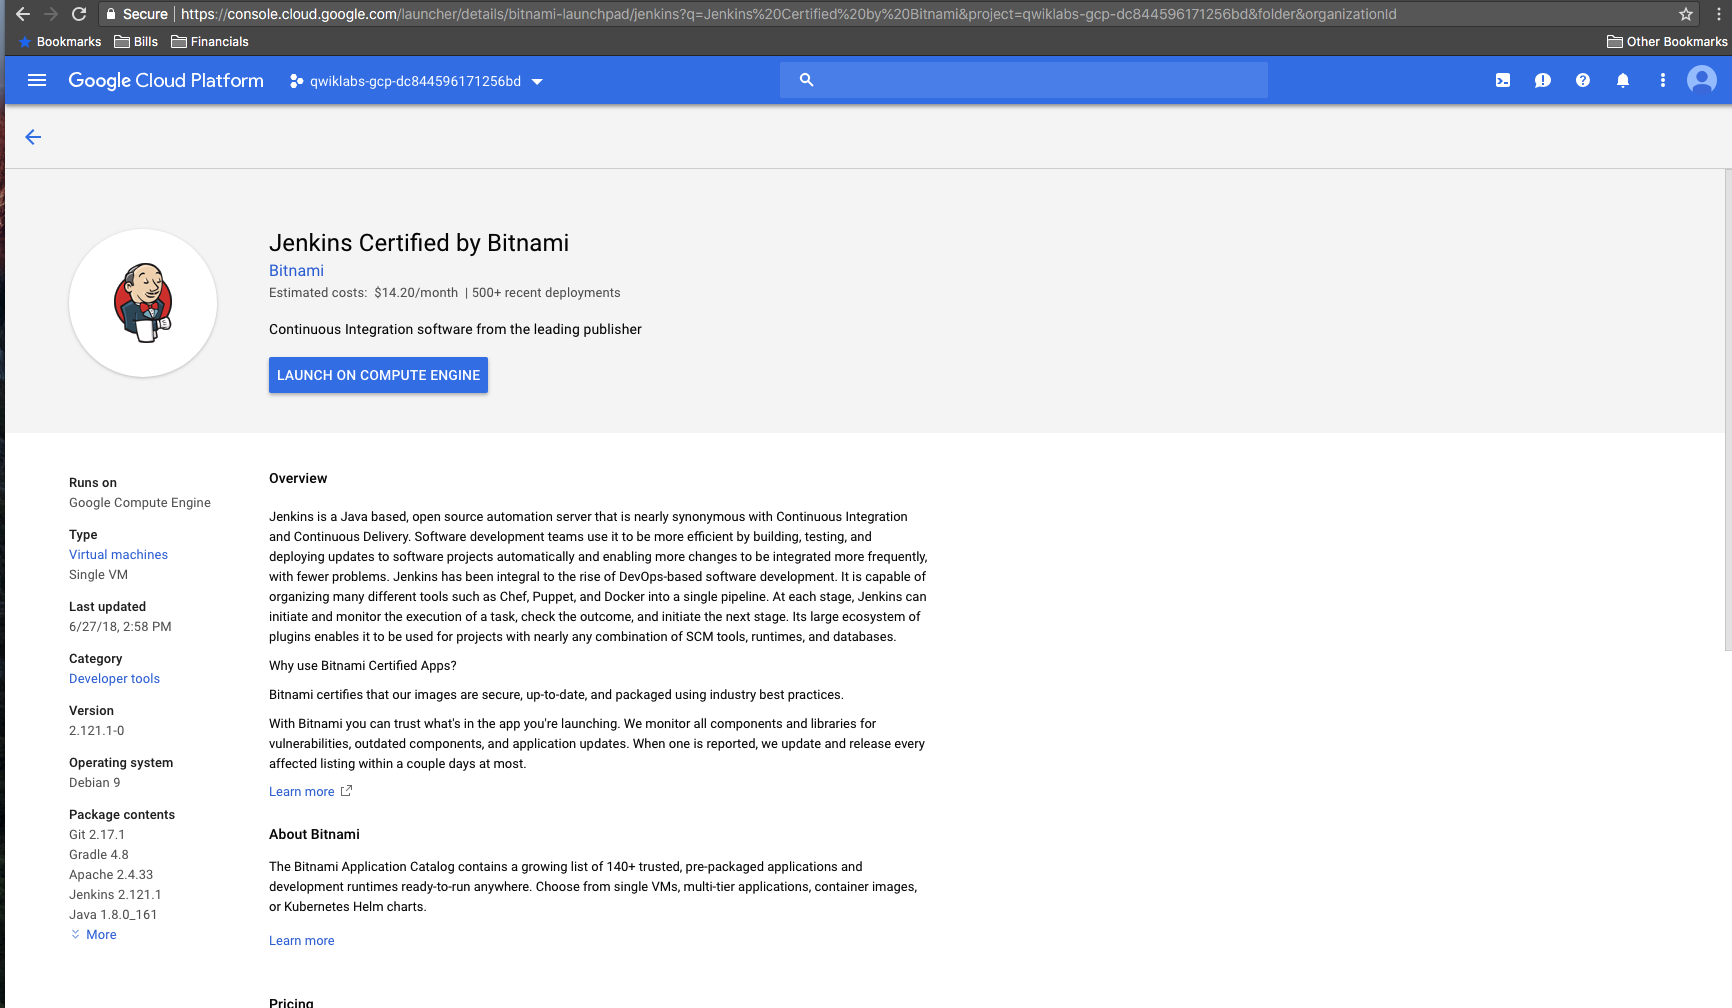 Secure | https://console.cloud.google.com/launcher/details/bitnami-launchpad/jenkins?q=Jenkins%20Certified%20by%20Bitnami&project=qwiklabs-gcp-dc844596171256bd&folder&organizationId
Bookmarks Bills Financials Other Bookmarks
Google Cloud Platform qwiklabs-gcp-dc844596171256bd
Jenkins Certified by Bitnami
Bitnami
Estimated costs: $14.20/month | 500+ recent deployments
Continuous Integration software from the leading publisher
LAUNCH ON COMPUTE ENGINE
Runs on
Google Compute Engine
Type
Virtual machines
Single VM
Last updated
6/27/18, 2:58 PM
Category
Developer tools
Version
2.121.1-0
Operating system
Debian 9
Package contents
Git 2.17.1
Gradle 4.8
Apache 2.4.33
Jenkins 2.121.1
Java 1.8.0_161
More
Overview
Jenkins is a Java based, open source automation server that is nearly synonymous with Continuous Integration
and Continuous Delivery. Software development teams use it to be more efficient by building, testing, and
deploying updates to software projects automatically and enabling more changes to be integrated more frequently,
with fewer problems. Jenkins has been integral to the rise of DevOps-based software development. It is capable of
organizing many different tools such as Chef, Puppet, and Docker into a single pipeline. At each stage, Jenkins can
initiate and monitor the execution of a task, check the outcome, and initiate the next stage. Its large ecosystem of
plugins enables it to be used for projects with nearly any combination of SCM tools, runtimes, and databases.
Why use Bitnami Certified Apps?
Bitnami certifies that our images are secure, up-to-date, and packaged using industry best practices.
With Bitnami you can trust what's in the app you're launching. We monitor all components and libraries for
vulnerabilities, outdated components, and application updates. When one is reported, we update and release every
affected listing within a couple days at most.
Learn more
About Bitnami
The Bitnami Application Catalog contains a growing list of 140+ trusted, pre-packaged applications and
development runtimes ready-to-run anywhere. Choose from single VMs, multi-tier applications, container images,
or Kubernetes Helm charts.
Learn more
Pricing